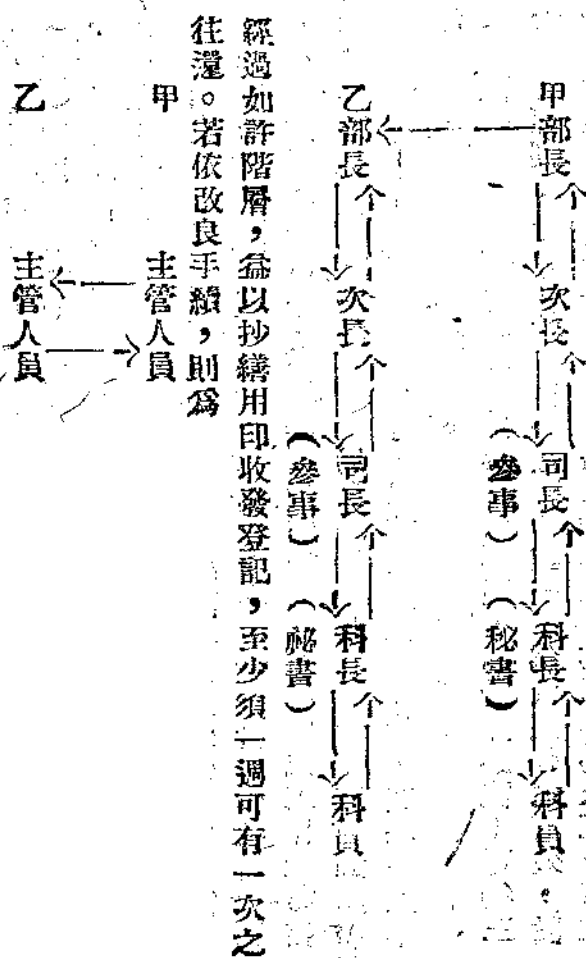 甲部長 次長 司長 科長 科員
（參事） （秘書）
乙部長 次長 司長 科長 科員
（參事） （秘書）
經過如許階層，益以抄繕用印收發登記，至少須一週可有一次之
往還。若依改良手續，則爲
甲 主管人員
乙 主管人員